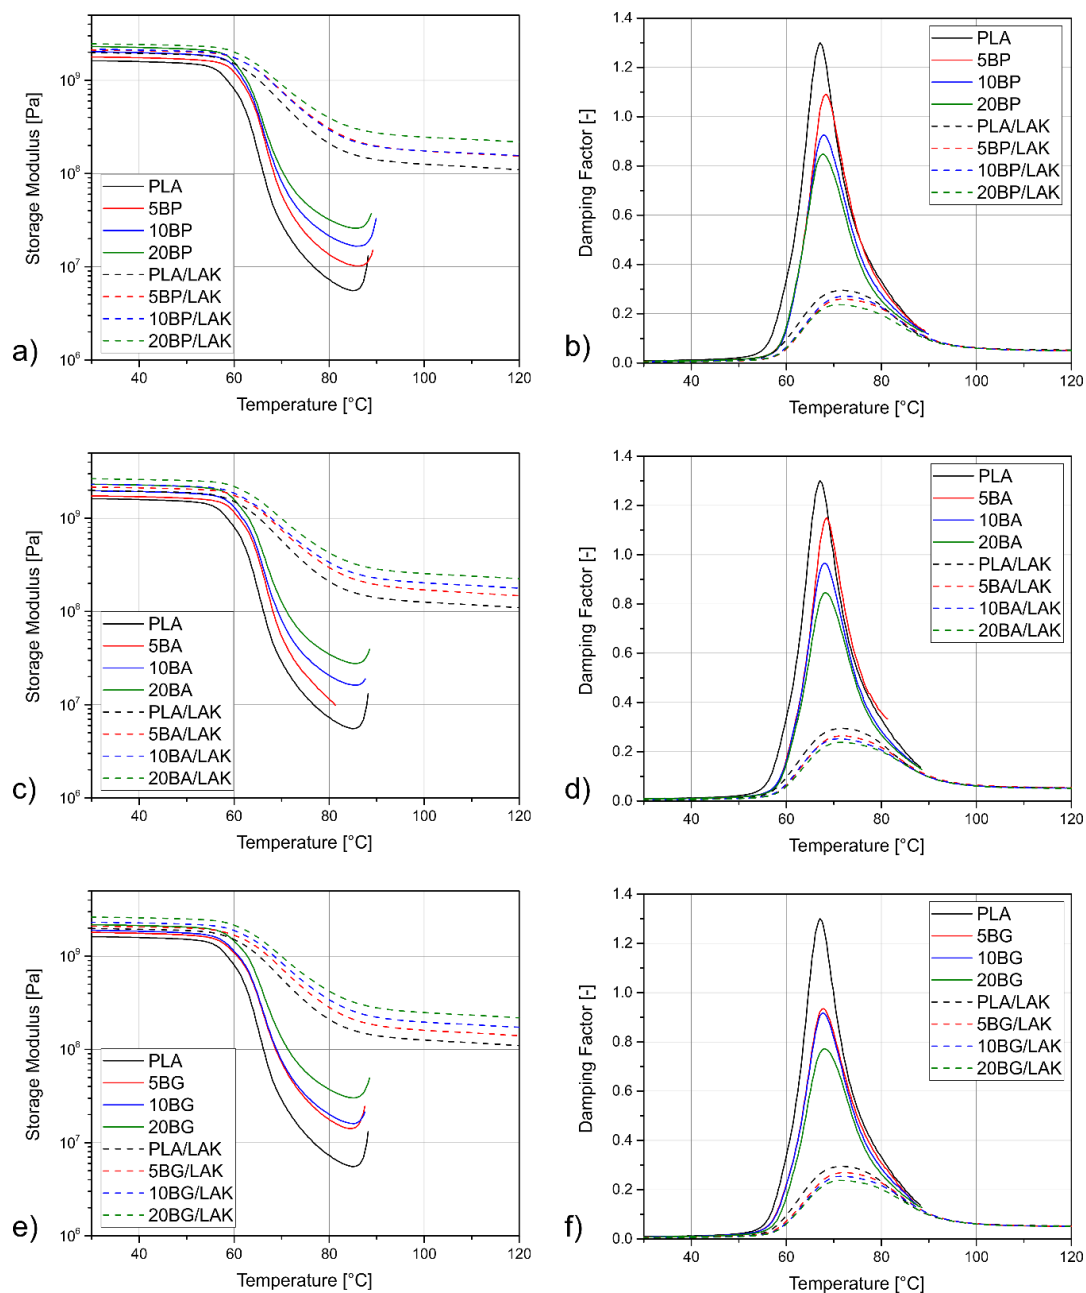 Storage Modulus [Pa]
10⁹
10⁸
10⁷
10⁶
PLA
5BP
10BP
20BP
PLA/LAK
5BP/LAK
10BP/LAK
20BP/LAK
40 60 80 100 120
Temperature [°C]
a)
Damping Factor [-]
1.4
1.2
1.0
0.8
0.6
0.4
0.2
0.0
PLA
5BP
10BP
20BP
PLA/LAK
5BP/LAK
10BP/LAK
20BP/LAK
40 60 80 100 120
Temperature [°C]
b)
Storage Modulus [Pa]
10⁹
10⁸
10⁷
10⁶
PLA
5BA
10BA
20BA
PLA/LAK
5BA/LAK
10BA/LAK
20BA/LAK
40 60 80 100 120
Temperature [°C]
c)
Damping Factor [-]
1.4
1.2
1.0
0.8
0.6
0.4
0.2
0.0
PLA
5BA
10BA
20BA
PLA/LAK
5BA/LAK
10BA/LAK
20BA/LAK
40 60 80 100 120
Temperature [°C]
d)
Storage Modulus [Pa]
10⁹
10⁸
10⁷
10⁶
PLA
5BG
10BG
20BG
PLA/LAK
5BG/LAK
10BG/LAK
20BG/LAK
40 60 80 100 120
Temperature [°C]
e)
Damping Factor [-]
1.4
1.2
1.0
0.8
0.6
0.4
0.2
0.0
PLA
5BG
10BG
20BG
PLA/LAK
5BG/LAK
10BG/LAK
20BG/LAK
40 60 80 100 120
Temperature [°C]
f)